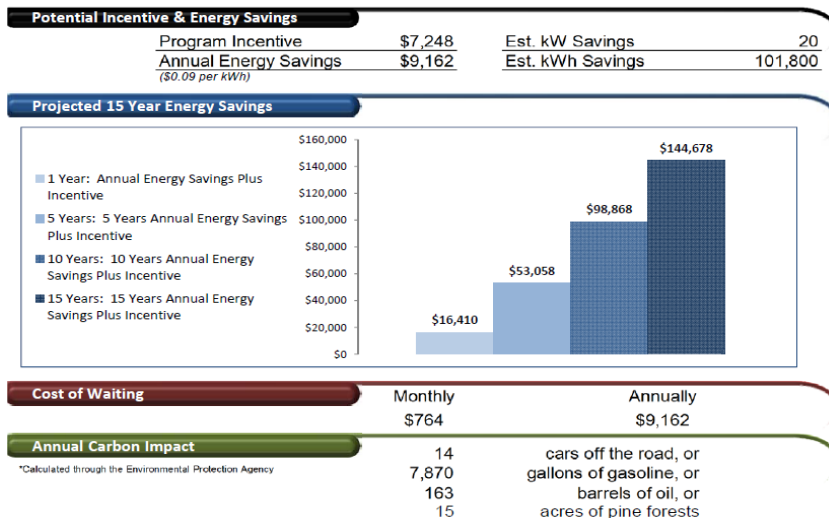 Potential Incentive & Energy Savings
Program Incentive $7,248 Est. kW Savings 20
Annual Energy Savings $9,162 Est. kWh Savings 101,800
($0.09 per kWh)
Projected 15 Year Energy Savings
1 Year: Annual Energy Savings Plus
Incentive
5 Years: 5 Years Annual Energy Savings
Plus Incentive
10 Years: 10 Years Annual Energy
Savings Plus Incentive
15 Years: 15 Years Annual Energy
Savings Plus Incentive
$160,000
$140,000
$120,000
$100,000
$80,000
$60,000
$40,000
$20,000
$0
$16,410
$53,058
$98,868
$144,678
Cost of Waiting Monthly Annually
$764 $9,162
Annual Carbon Impact
*Calculated through the Environmental Protection Agency
14 cars off the road, or
7,870 gallons of gasoline, or
163 barrels of oil, or
15 acres of pine forests